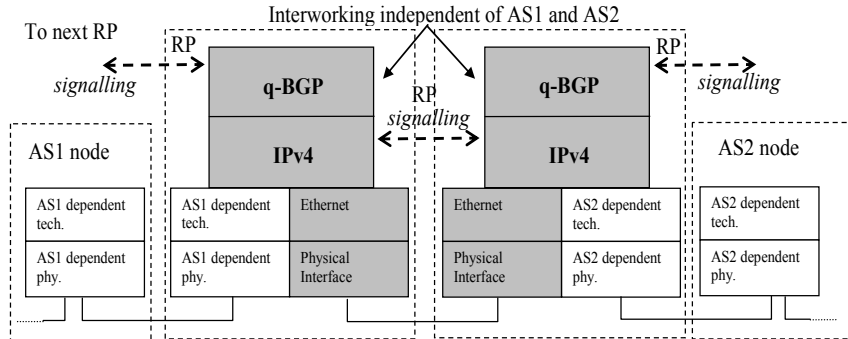 Interworking independent of AS1 and AS2
To next RP
RP
RP
signalling
q-BGP
q-BGP
signalling
RP
signalling
IPv4
IPv4
AS1 node
AS2 node
AS1 dependent
tech.
AS1 dependent
tech.
Ethernet
Ethernet
AS2 dependent
tech.
AS2 dependent
tech.
AS1 dependent
phy.
AS1 dependent
phy.
Physical
Interface
Physical
Interface
AS2 dependent
phy.
AS2 dependent
phy.